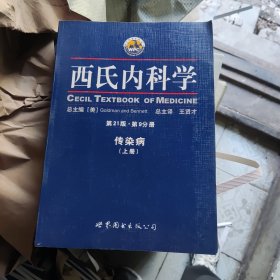 西氏内科学
CECIL TEXTBOOK OF MEDICINE
总主编 [美] Goldman and Bennett 总主译 王贤才
第21版·第9分册
传染病
(上册)
世界图书出版公司